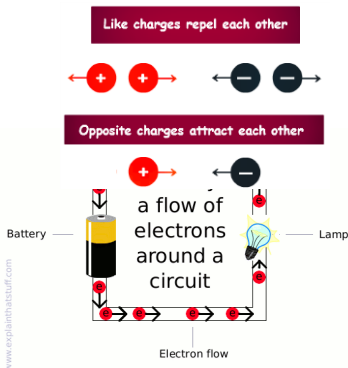 Like charges repel each other
+ + − −
Opposite charges attract each other
+ −
a flow of
Battery
electrons
Lamp
around a
circuit
e e e e e e e e
Electron flow
www.explainthatstuff.com